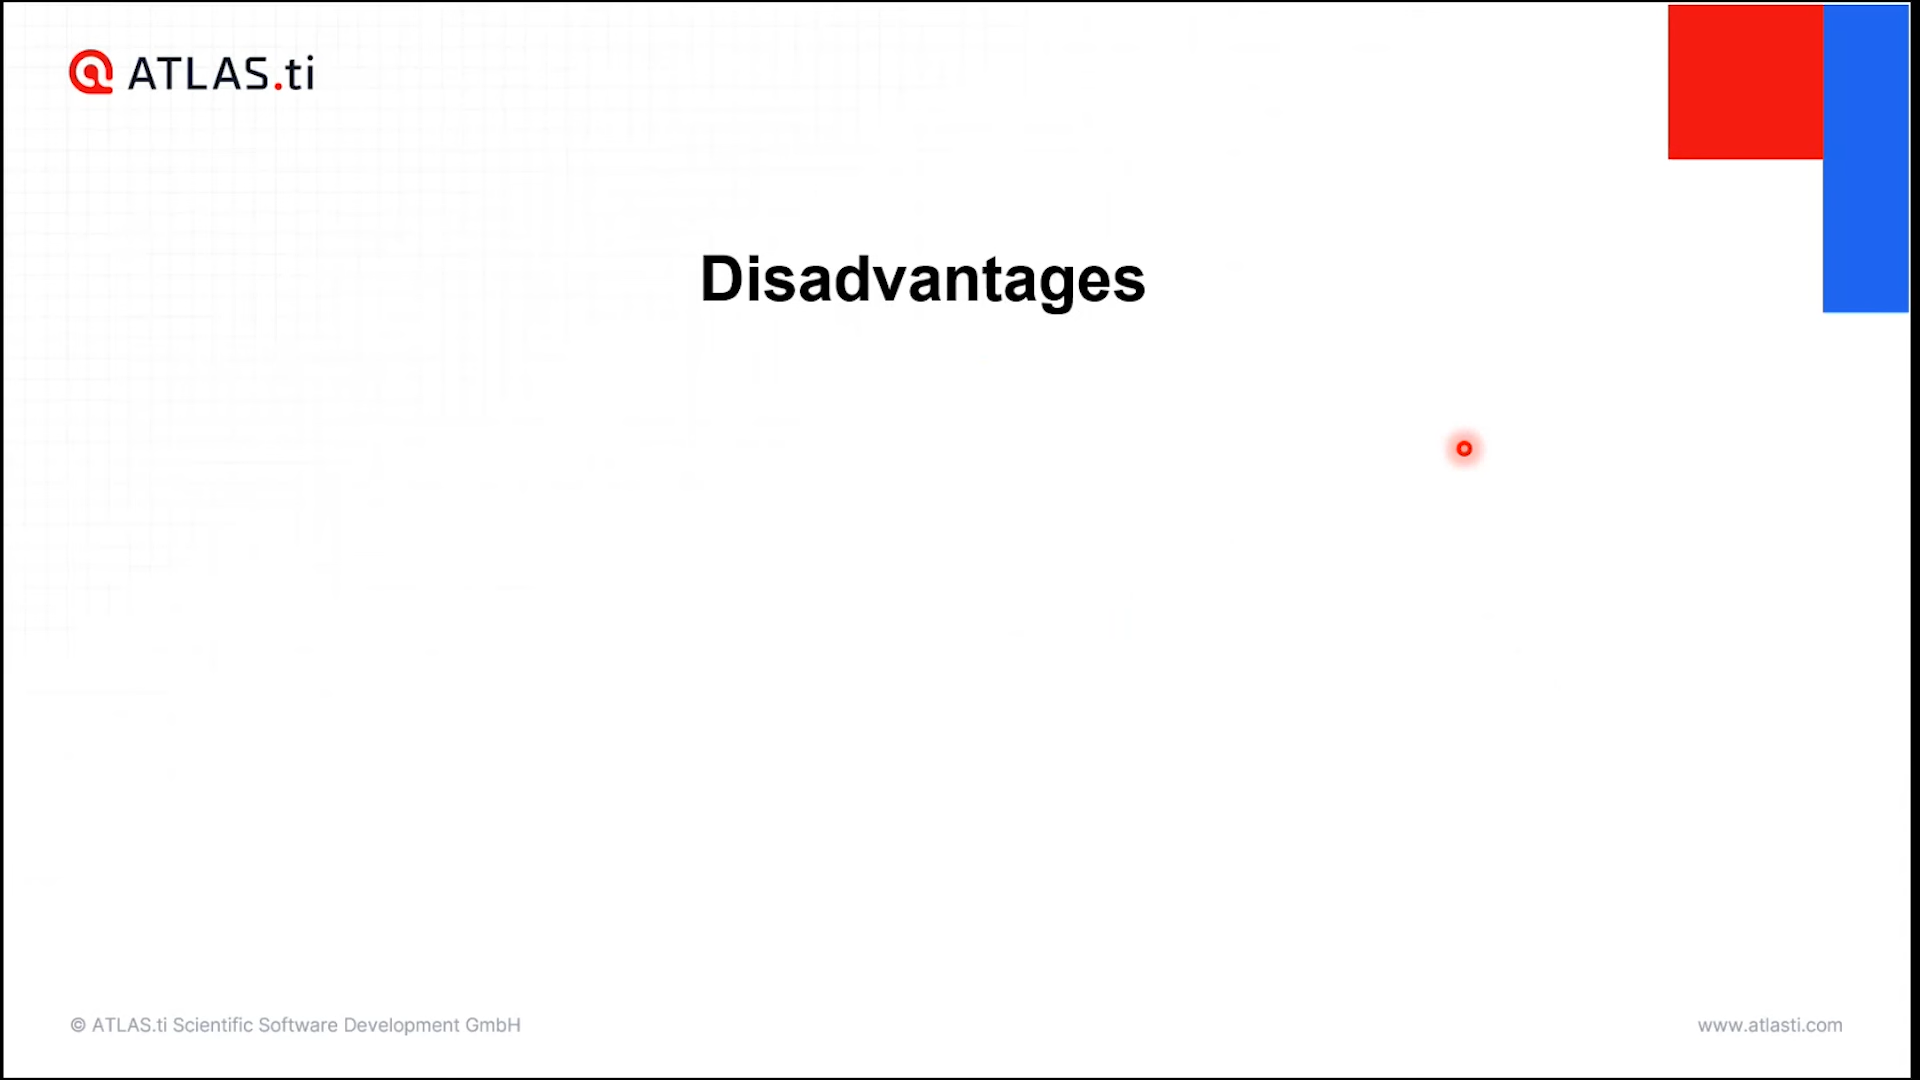 ATLAS.ti
Disadvantages
© ATLAS.ti Scientific Software Development GmbH
www.atlasti.com